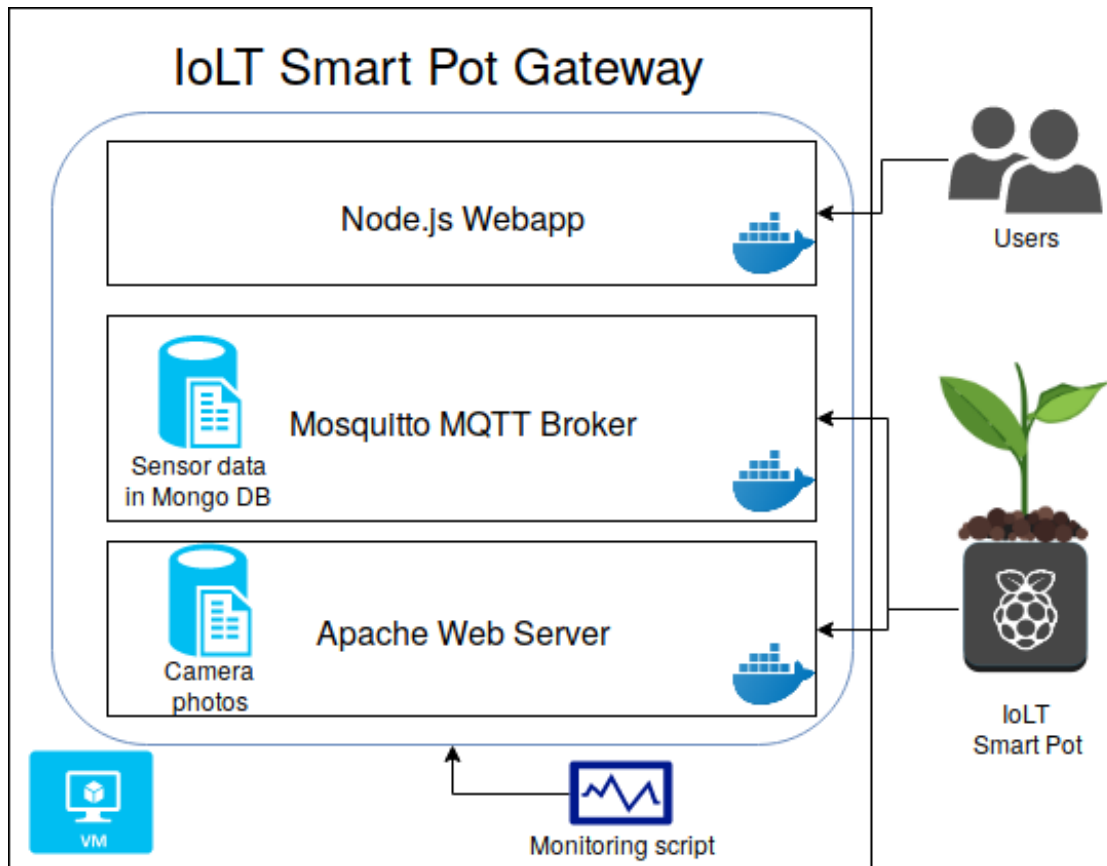 IoLT Smart Pot Gateway
Node.js Webapp
Users
Mosquitto MQTT Broker
Sensor data
in Mongo DB
Apache Web Server
Camera
photos
IoLT
Smart Pot
VM
Monitoring script